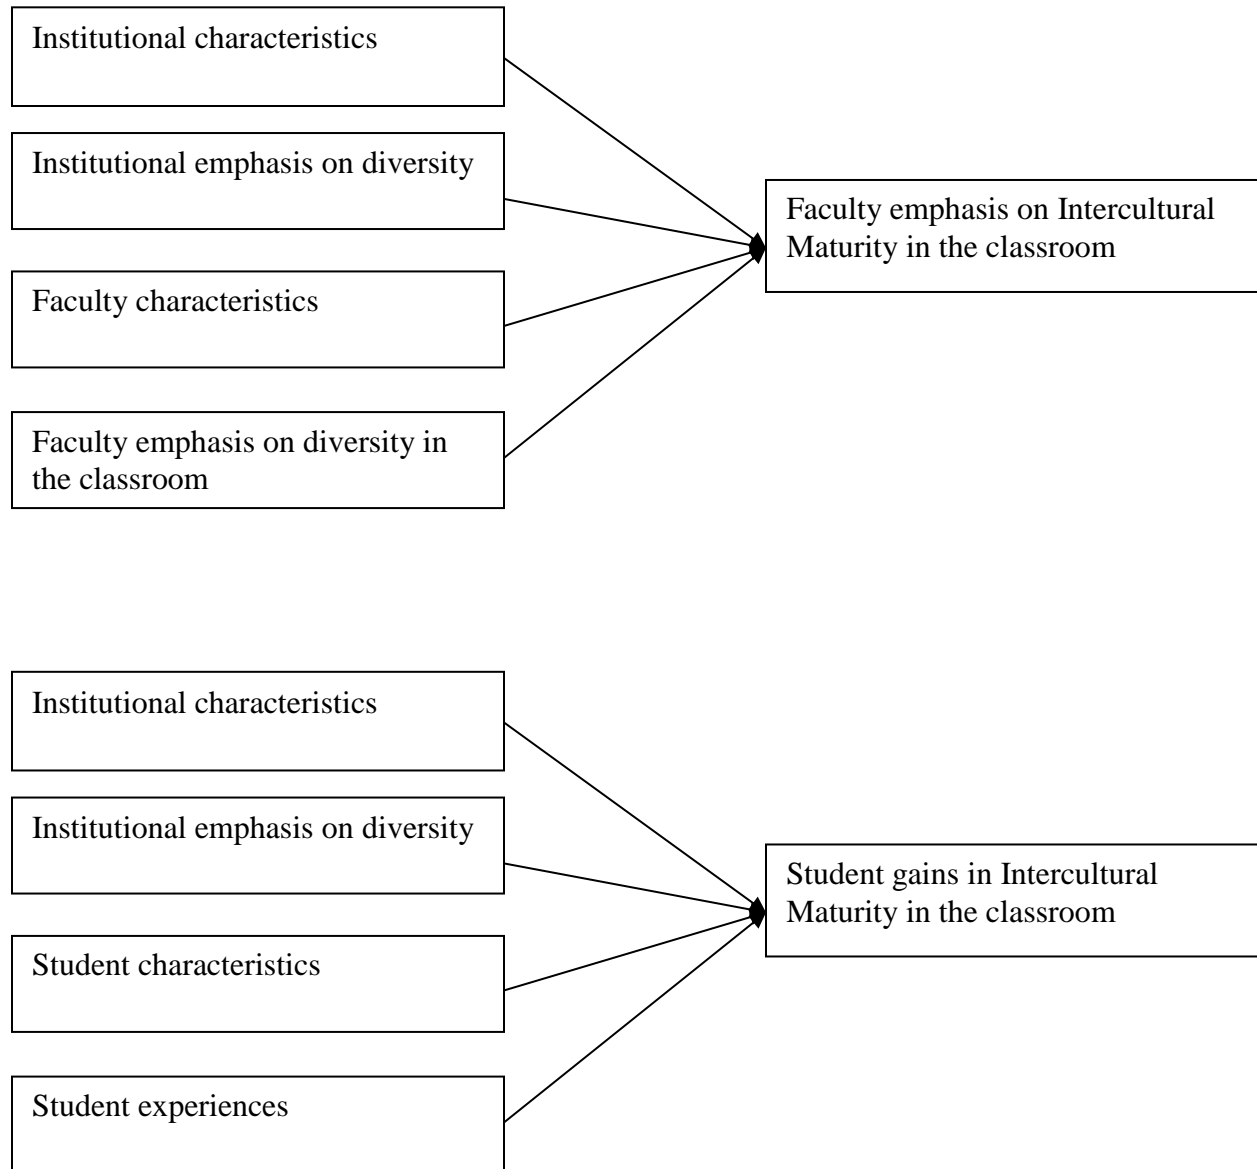 Institutional characteristics
Institutional emphasis on diversity
Faculty characteristics
Faculty emphasis on diversity in
the classroom
Faculty emphasis on Intercultural
Maturity in the classroom
Institutional characteristics
Institutional emphasis on diversity
Student characteristics
Student experiences
Student gains in Intercultural
Maturity in the classroom